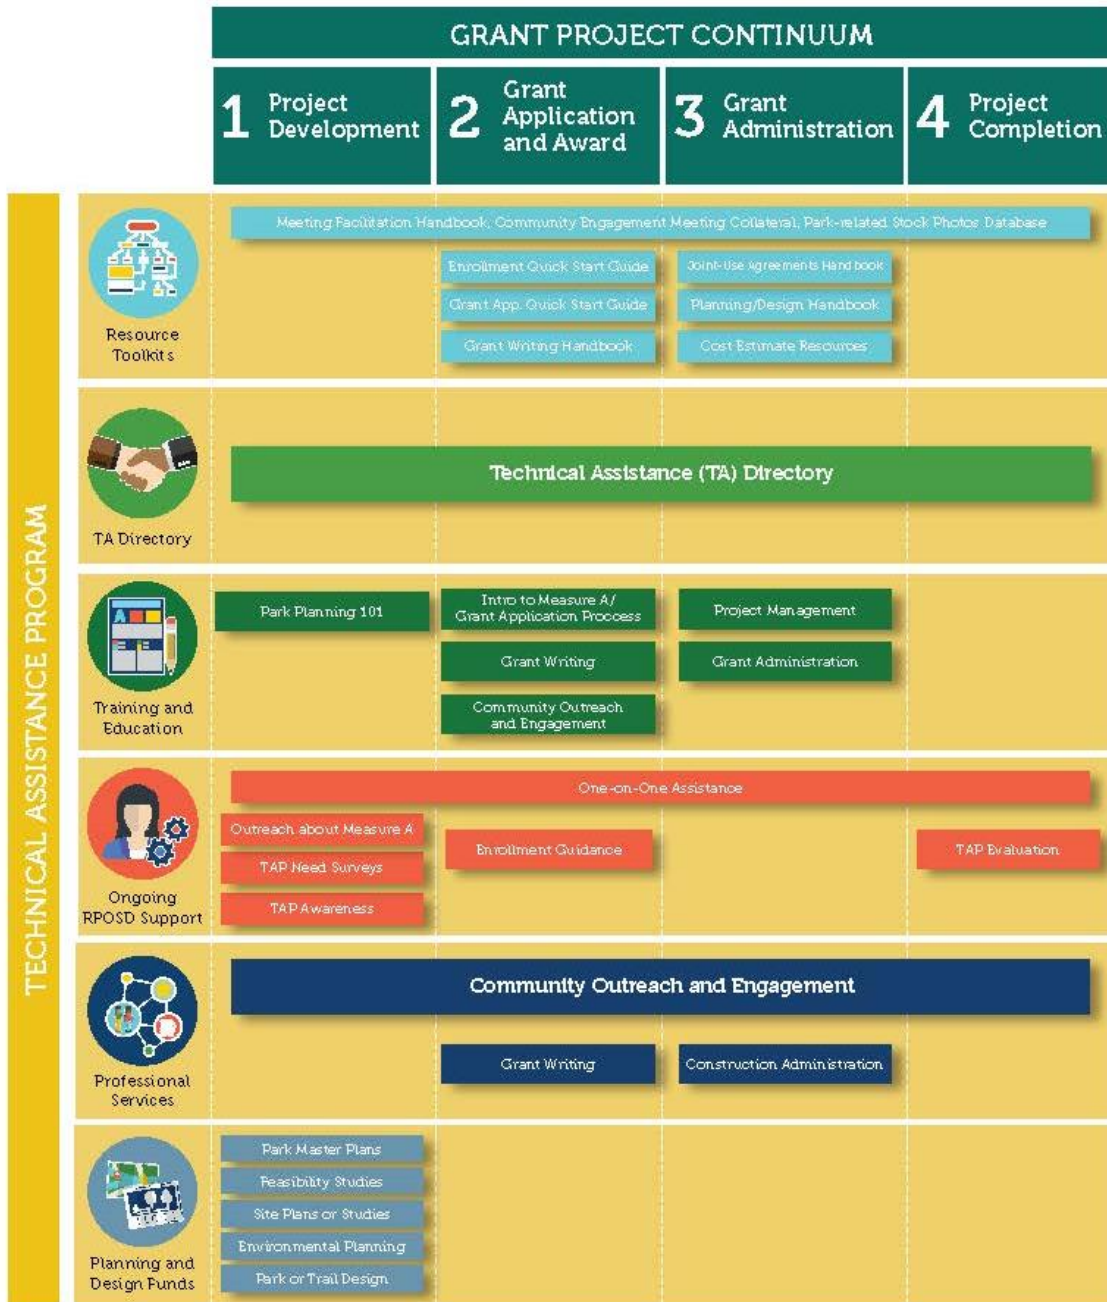 GRANT PROJECT CONTINUUM
1 Project
Development
2 Grant
Application
and Award
3 Grant
Administration
4 Project
Completion
TECHNICAL ASSISTANCE PROGRAM
Resource
Toolkits
Meeting Facilitation Handbook, Community Engagement Meeting Collateral, Park-related Stock Photos Database
Enrollment Quick Start Guide
Grant App. Quick Start Guide
Grant Writing Handbook
Joint-Use Agreements Handbook
Planning/Design Handbook
Cost Estimate Resources
TA Directory
Technical Assistance (TA) Directory
Training and
Education
Park Planning 101
Intro to Measure A/
Grant Application Proccess
Grant Writing
Community Outreach
and Engagement
Project Management
Grant Administration
Ongoing
RPOSD Support
One-on-One Assistance
Outreach about Measure A
TAP Need Surveys
TAP Awareness
Enrollment Guidance
TAP Evaluation
Professional
Services
Community Outreach and Engagement
Grant Writing
Construction Administration
Planning and
Design Funds
Park Master Plans
Feasibility Studies
Site Plans or Studies
Environmental Planning
Park or Trail Design